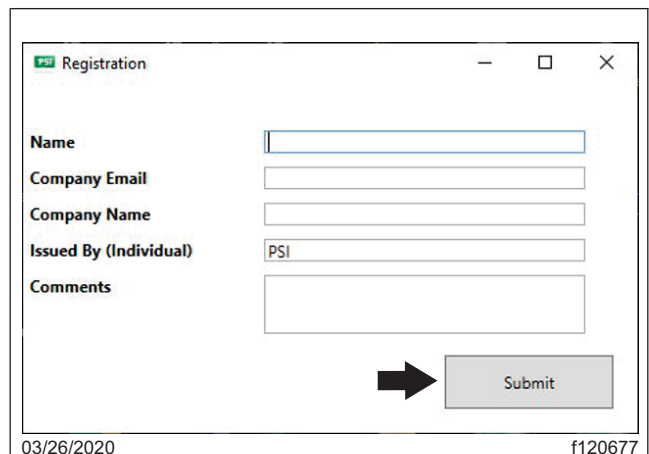 PSI Registration
Name
Company Email
Company Name
Issued By (Individual) PSI
Comments
Submit
03/26/2020 f120677